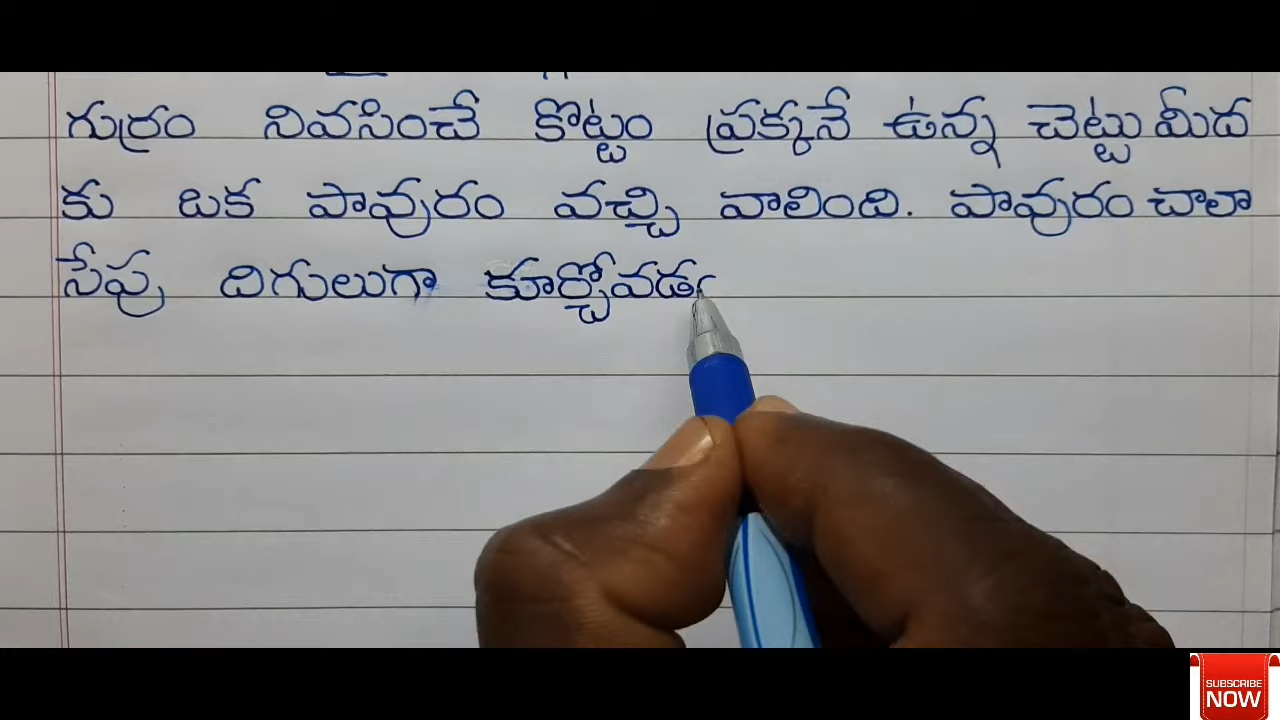 గుర్రం నివసించే కొట్టం ప్రక్కనే ఉన్న చెట్టు మీద
కు ఒక పావురం వచ్చి వాలింది. పావురం చాలా
సేపు దిగులుగా కూర్చోవడం
SUBSCRIBE
NOW